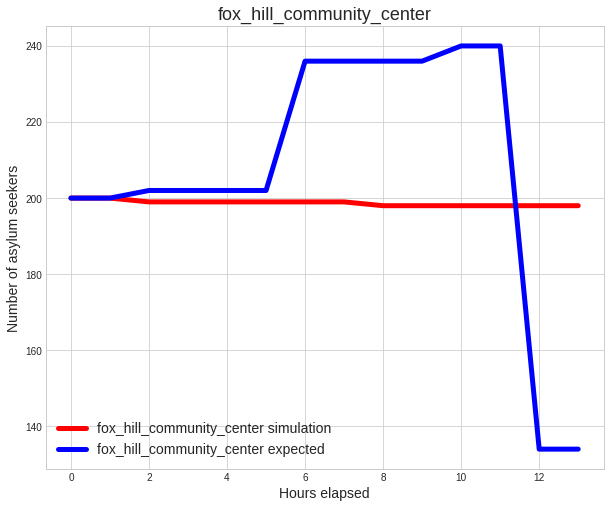 fox_hill_community_center
Number of asylum seekers
240
220
200
180
160
140
fox_hill_community_center simulation
fox_hill_community_center expected
0
2
4
6
8
10
12
Hours elapsed